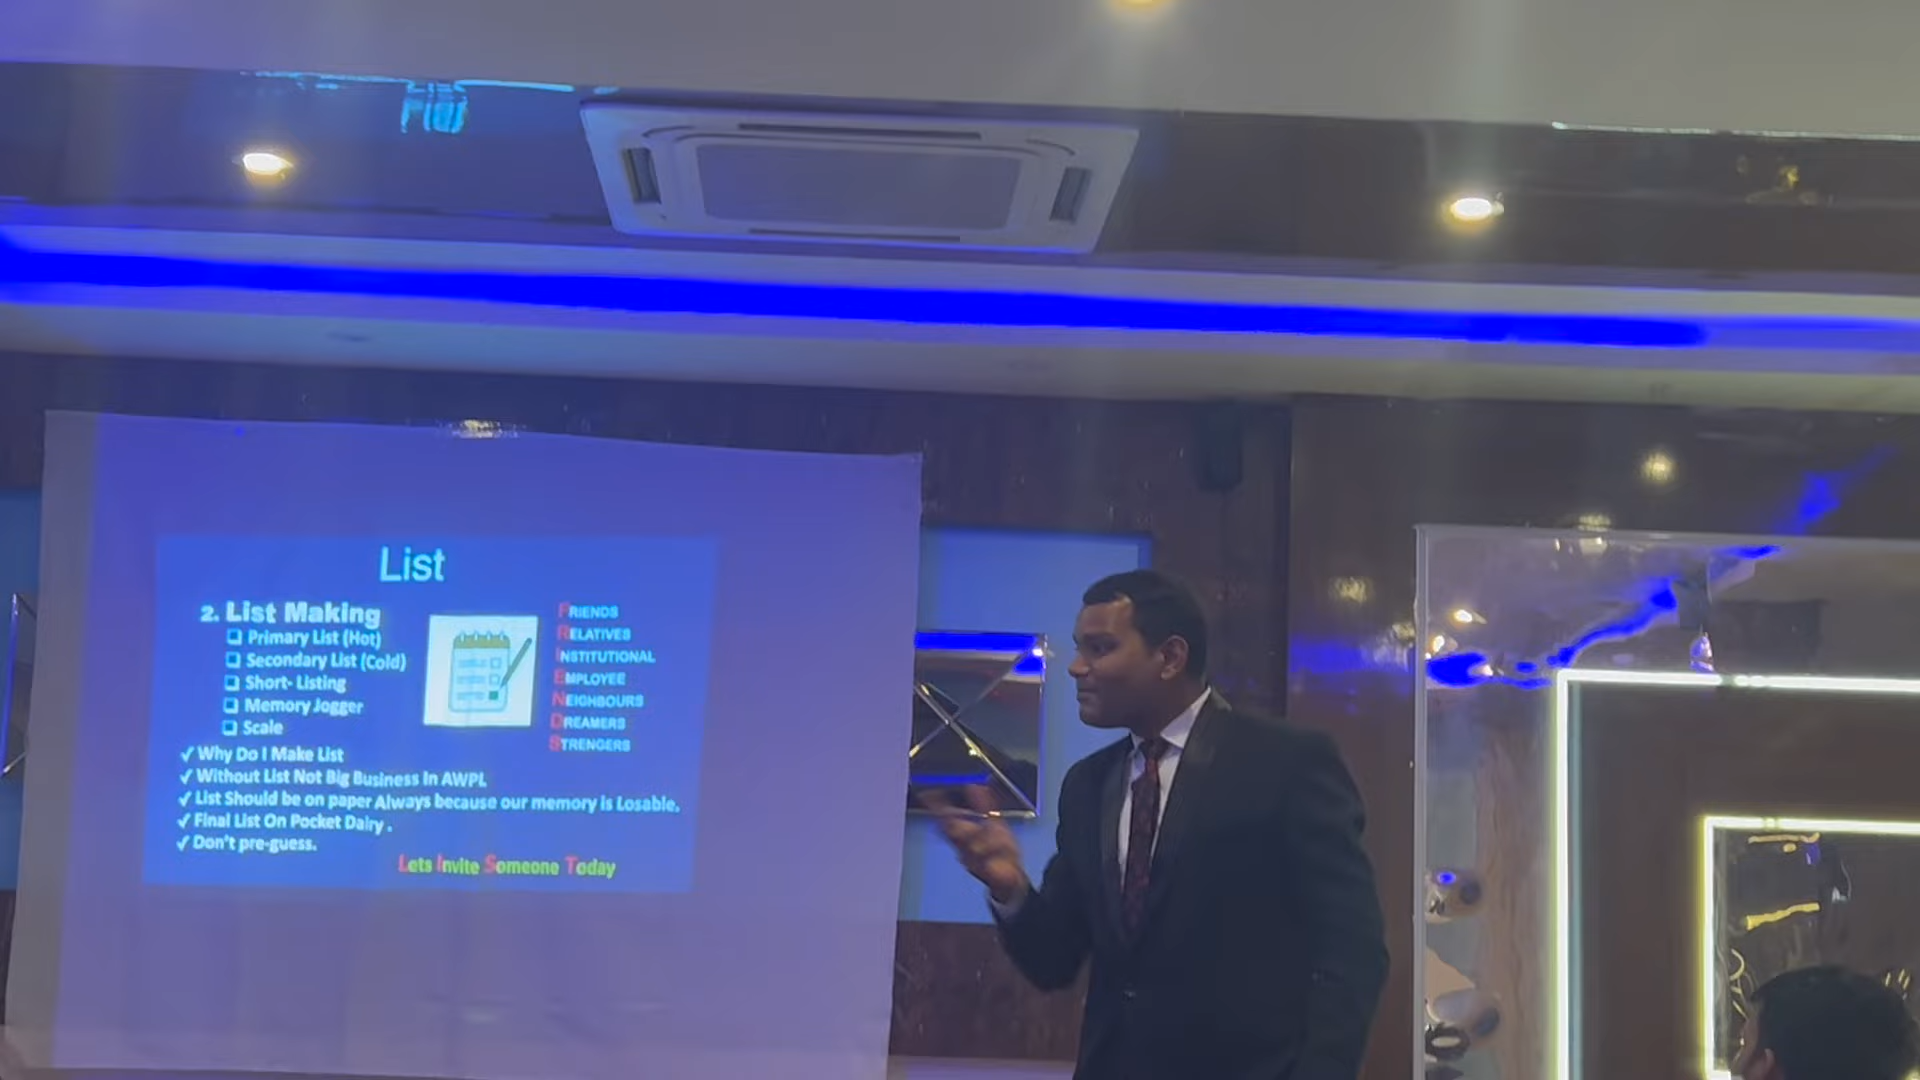 List
2. List Making
Primary List (Hot)
Secondary List (Cold)
Short- Listing
Memory Jogger
Scale
FRIENDS
RELATIVES
INSTITUTIONAL
EMPLOYEE
NEIGHBOURS
DREAMERS
STRENGERS
✓ Why Do I Make List
✓ Without List Not Big Business In AWPL
✓ List Should be on paper Always because our memory is Losable.
✓ Final List On Pocket Dairy .
✓ Don't pre-guess.
Lets Invite Someone Today